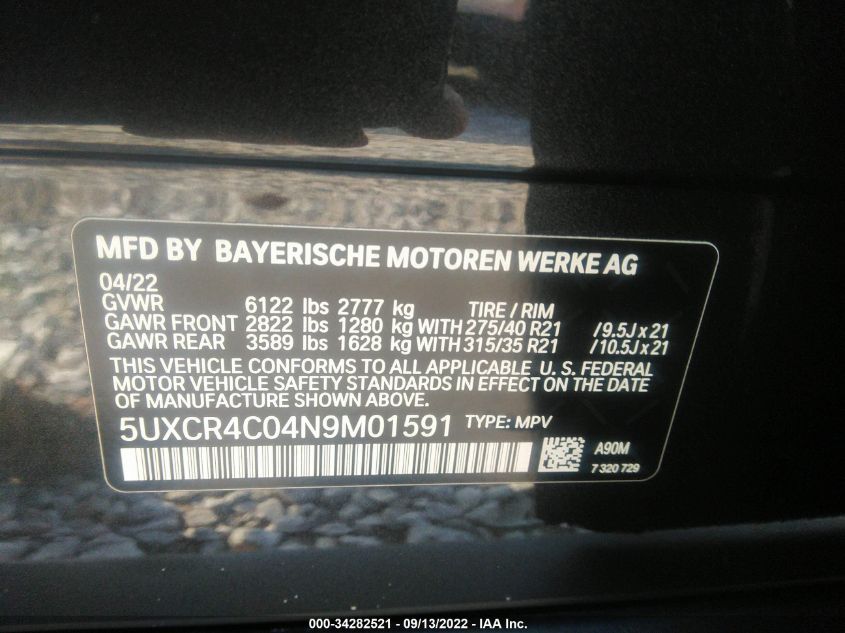 MFD BY BAYERISCHE MOTOREN WERKE AG
04/22
GVWR 6122 lbs 2777 kg TIRE / RIM
GAWR FRONT 2822 lbs 1280 kg WITH 275/40 R21 /9.5J x 21
GAWR REAR 3589 lbs 1628 kg WITH 315/35 R21 /10.5J x 21
THIS VEHICLE CONFORMS TO ALL APPLICABLE U. S. FEDERAL
MOTOR VEHICLE SAFETY STANDARDS IN EFFECT ON THE DATE
OF MANUFACTURE SHOWN ABOVE.
5UXCR4C04N9M01591 TYPE: MPV
A90M
7 320 729
000-34282521 - 09/13/2022 - IAA Inc.